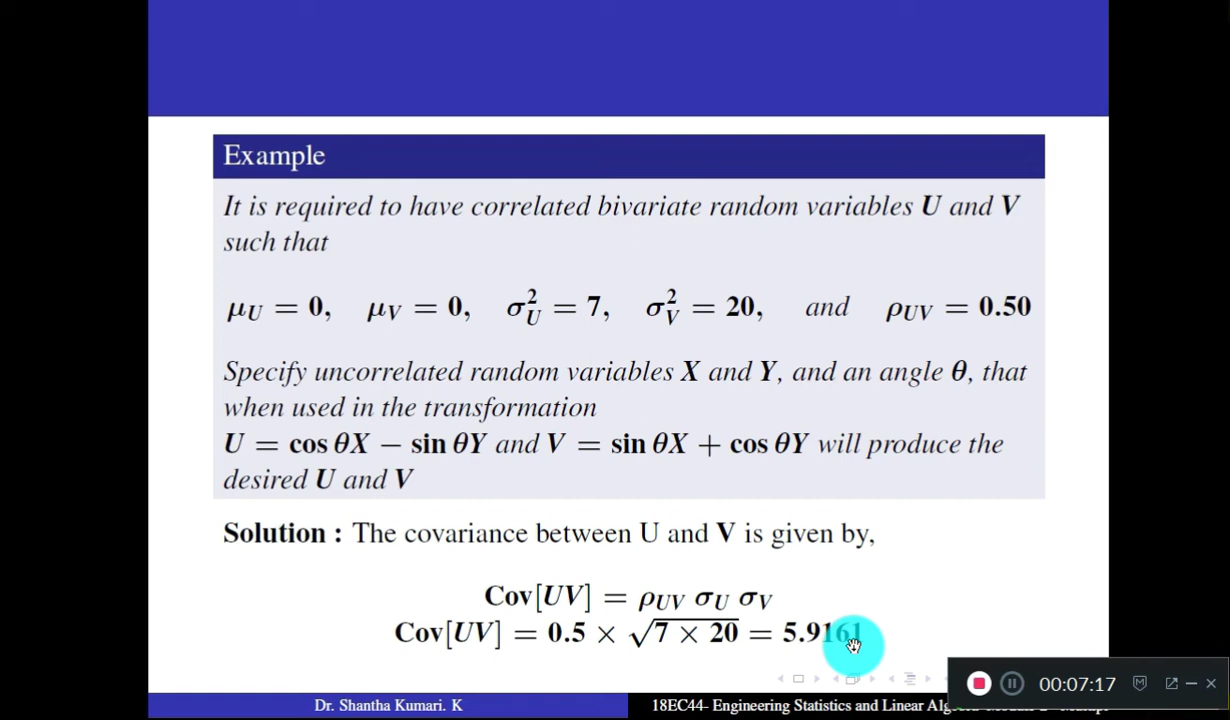 Example
It is required to have correlated bivariate random variables U and V
such that
μ_U = 0, μ_V = 0, σ_U^2 = 7, σ_V^2 = 20, and ρ_UV = 0.50
Specify uncorrelated random variables X and Y, and an angle θ, that
when used in the transformation
U = cos θX − sin θY and V = sin θX + cos θY will produce the
desired U and V
Solution : The covariance between U and V is given by,
Cov[UV] = ρ_UV σ_U σ_V
Cov[UV] = 0.5 × √7 × 20 = 5.9161
00:07:17
Dr. Shantha Kumari. K
18EC44- Engineering Statistics and Linear